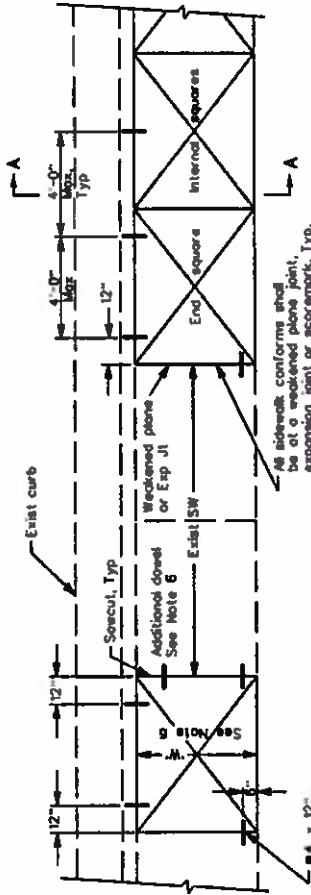 Exist curb
12"
12"
Sawcut, Typ
Additional dowel
See Note 6
Exist SW
Weakened plane
or Exp Jt
12"
4'-0"
Max
4'-0"
Max,
Typ
A
A
"W"
See Note 5
6"
#4 x 12"
End square
Internal squares
All sidewalk conforms shall
be at a weakened plane joint,
expansion joint or scoremark, Typ.